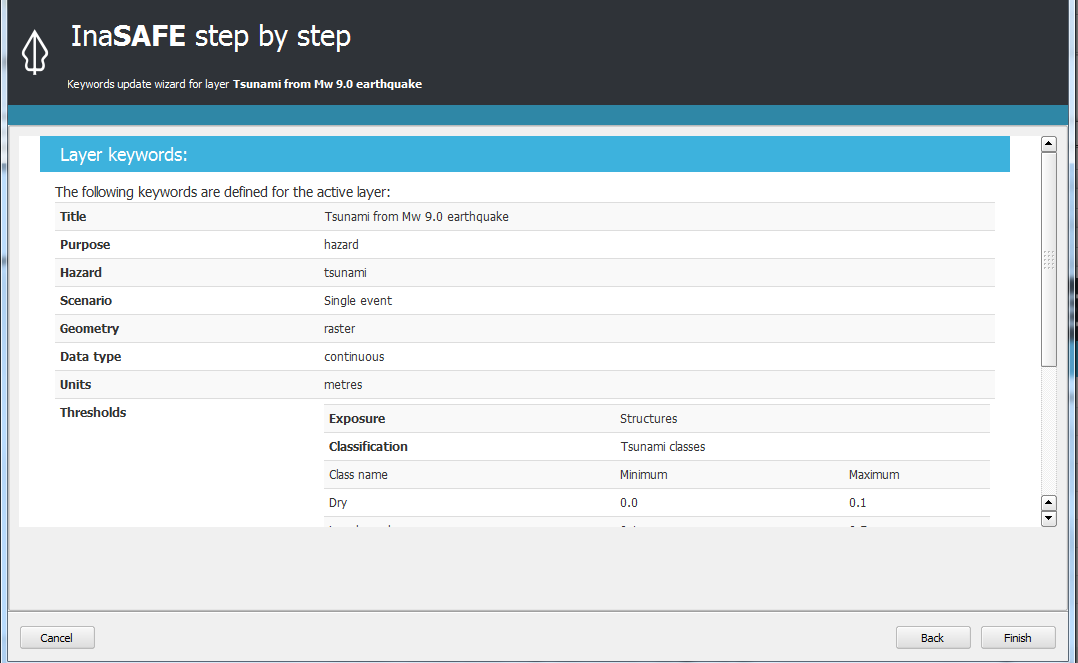 InaSAFE step by step
Keywords update wizard for layer Tsunami from Mw 9.0 earthquake
Layer keywords:
The following keywords are defined for the active layer:
Title Tsunami from Mw 9.0 earthquake
Purpose hazard
Hazard tsunami
Scenario Single event
Geometry raster
Data type continuous
Units metres
Thresholds
Exposure Structures
Classification Tsunami classes
Class name Minimum Maximum
Dry 0.0 0.1
Cancel Back Finish